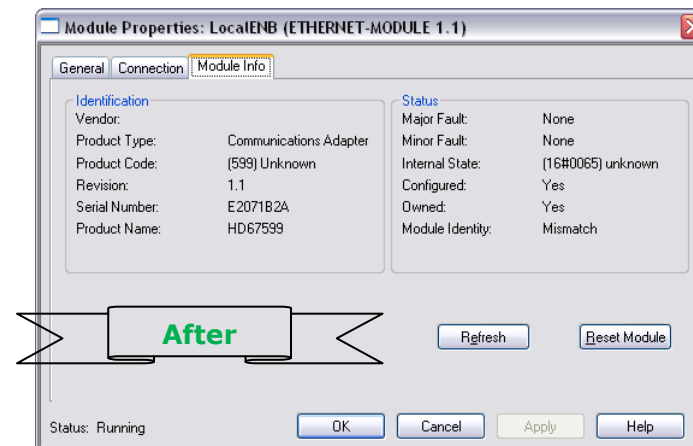 Module Properties: LocalENB (ETHERNET-MODULE 1.1)
General Connection Module Info
Identification
Vendor:
Product Type: Communications Adapter
Product Code: (599) Unknown
Revision: 1.1
Serial Number: E2071B2A
Product Name: HD67599
Status
Major Fault: None
Minor Fault: None
Internal State: (16#0065) unknown
Configured: Yes
Owned: Yes
Module Identity: Mismatch
After
Refresh Reset Module
Status: Running OK Cancel Apply Help